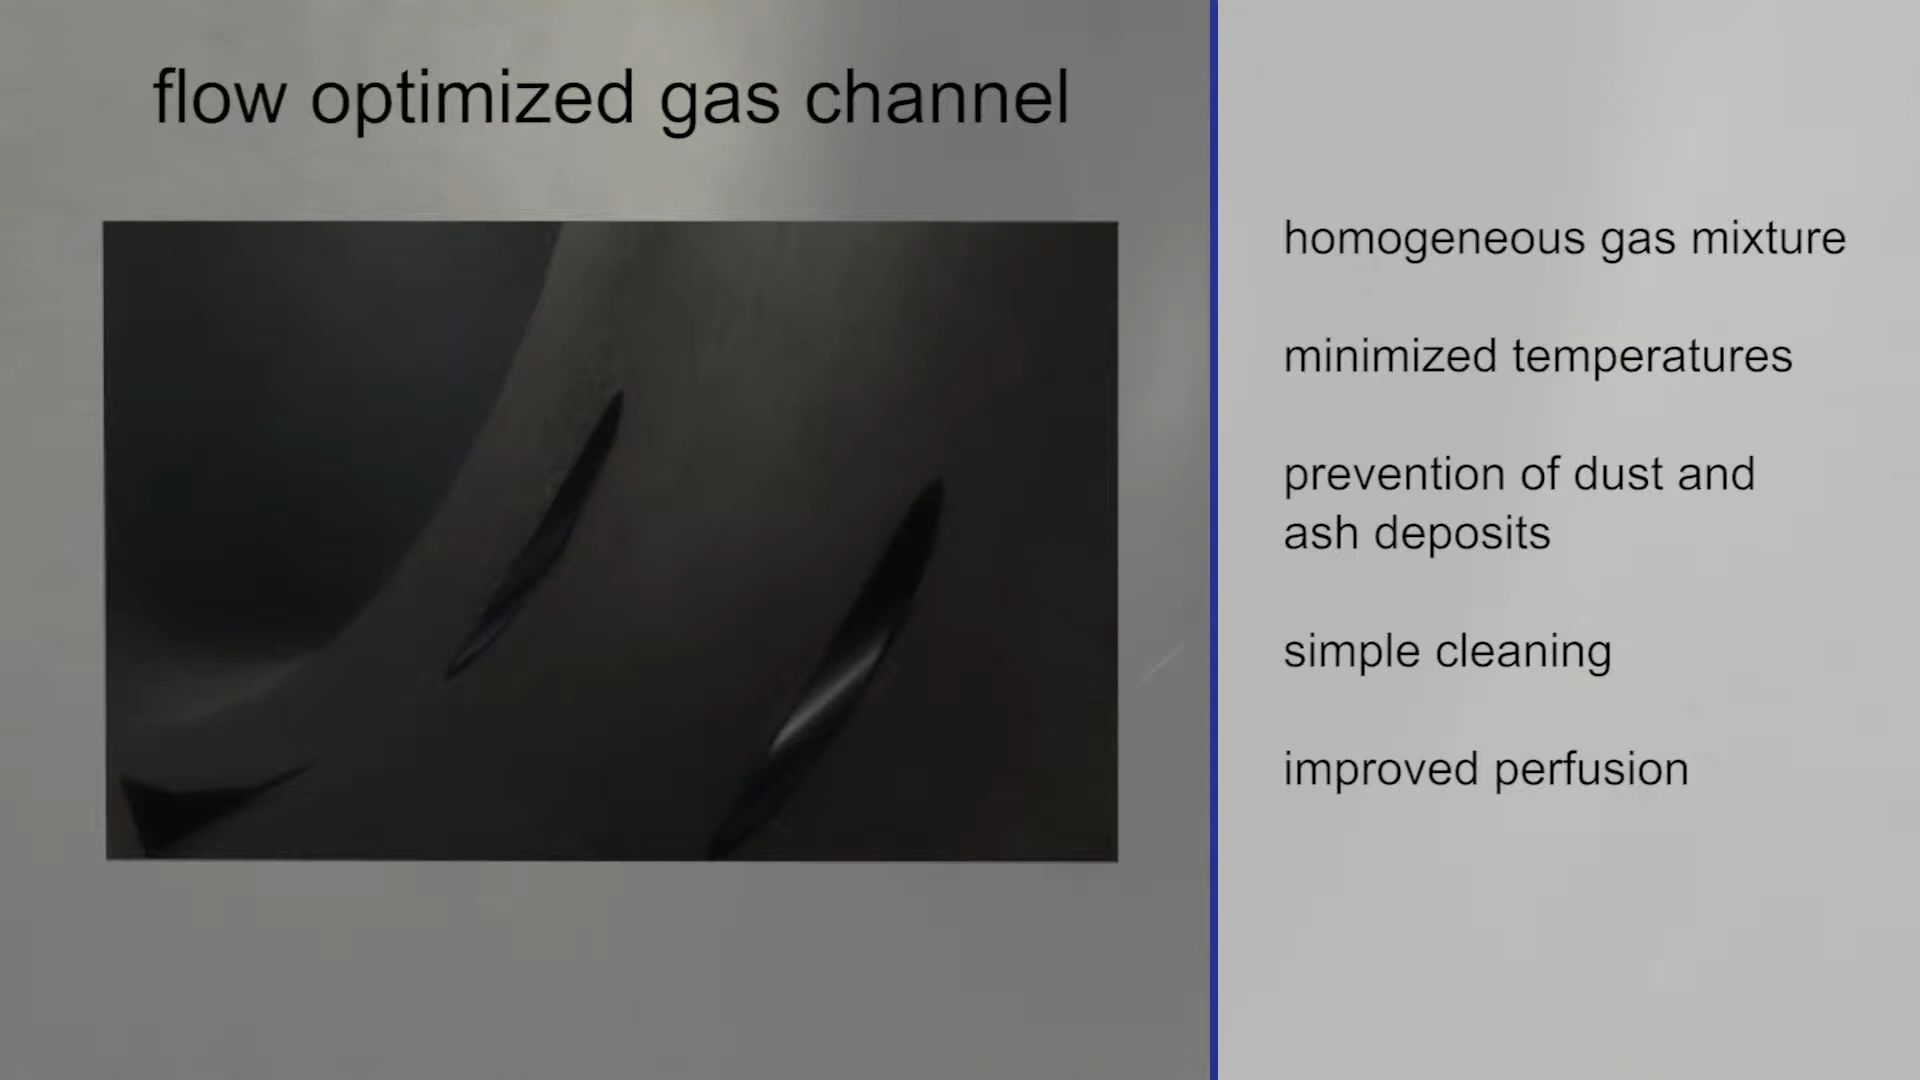 flow optimized gas channel
homogeneous gas mixture
minimized temperatures
prevention of dust and
ash deposits
simple cleaning
improved perfusion